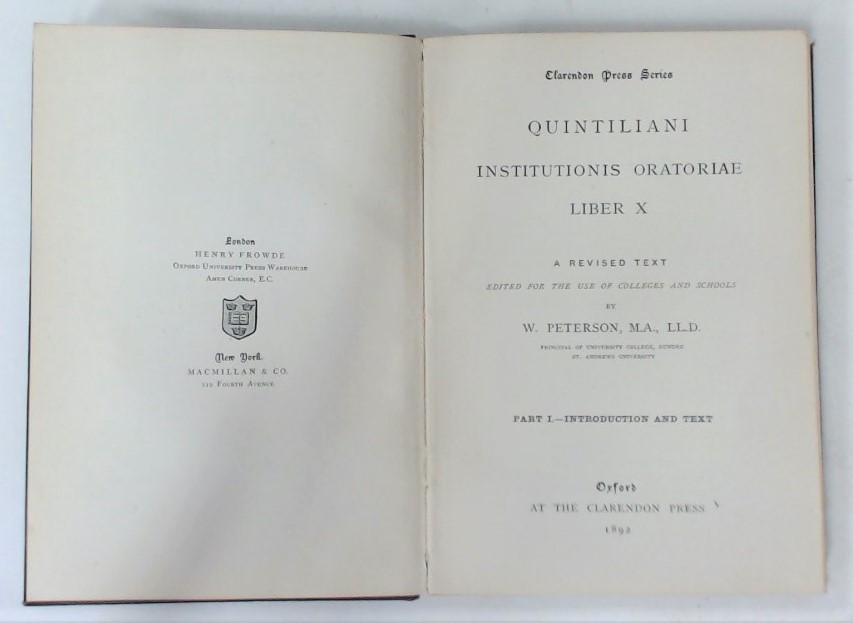 London
HENRY FROWDE
OXFORD UNIVERSITY PRESS WAREHOUSE
AMEN CORNER, E.C.
New York
MACMILLAN & CO.
112 FOURTH AVENUE
Clarendon Press Series
QUINTILIANI
INSTITUTIONIS ORATORIAE
LIBER X
A REVISED TEXT
EDITED FOR THE USE OF COLLEGES AND SCHOOLS
BY
W. PETERSON, M.A., LL.D.
PRINCIPAL OF UNIVERSITY COLLEGE, DUNDEE
ST. ANDREWS UNIVERSITY
PART I.—INTRODUCTION AND TEXT
Oxford
AT THE CLARENDON PRESS
1892